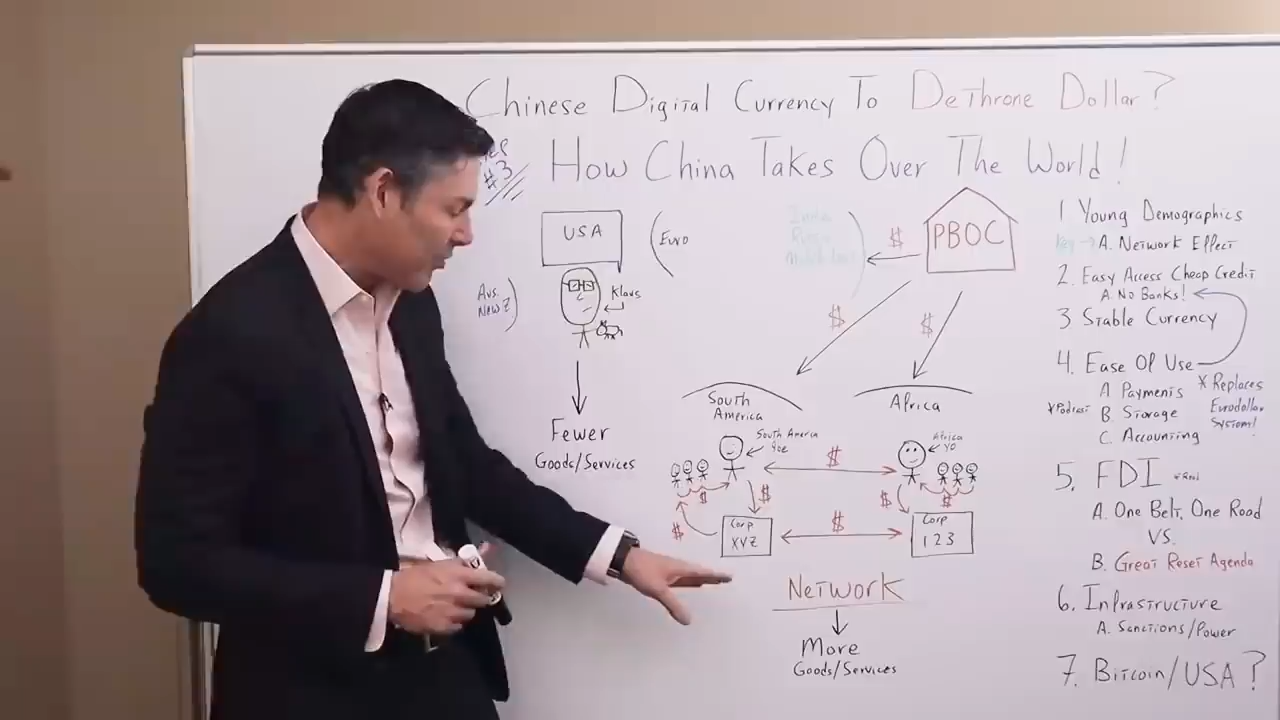 Chinese Digital Currency To Dethrone Dollar?
#3 How China Takes Over The World!
USA
(Euro
Aus.
New Z)
Klaus
Fewer
Goods/Services
India
PBOC
$
$
$
South
America
Africa
South America
Joe
Africa
Yo
$
$
$
$
$
$
Corp
XYZ
$
Corp
123
Network
More
Goods/Services
1 Young Demographics
Key → A. Network Effect
2. Easy Access Cheap Credit
A. No Banks!
3 Stable Currency
4. Ease Of Use
A Payments
* Replaces
Eurodollar
System!
*Podcast
B. Storage
C. Accounting
5. FDI
A. One Belt, One Road
VS.
B. Great Reset Agenda
6. Infrastructure
A. Sanctions/Power
7. Bitcoin/USA?